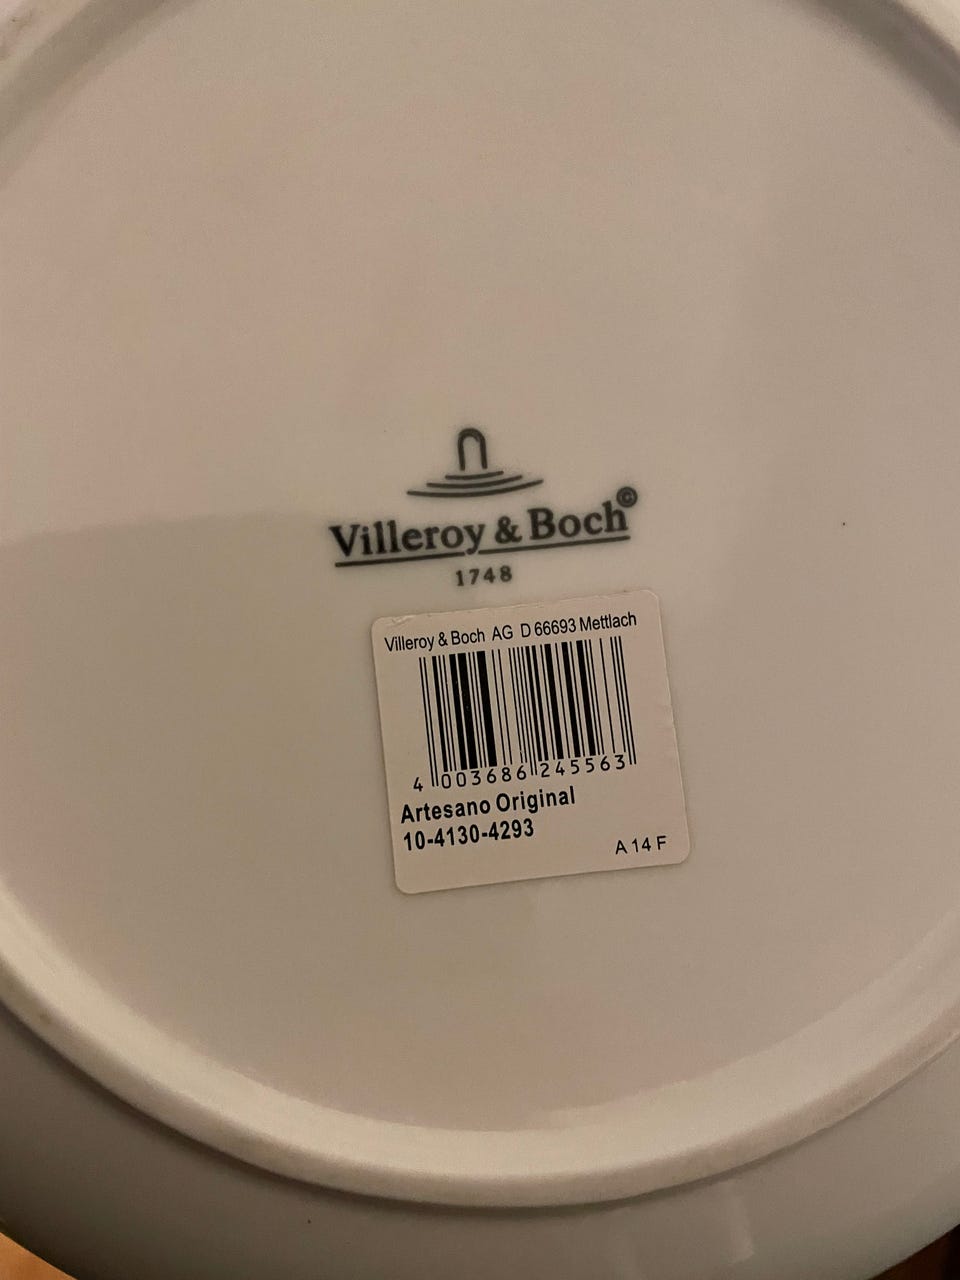 Villeroy & Boch©
1748
Villeroy & Boch AG D 66693 Mettlach
4 003686 245563
Artesano Original
10-4130-4293
A 14 F